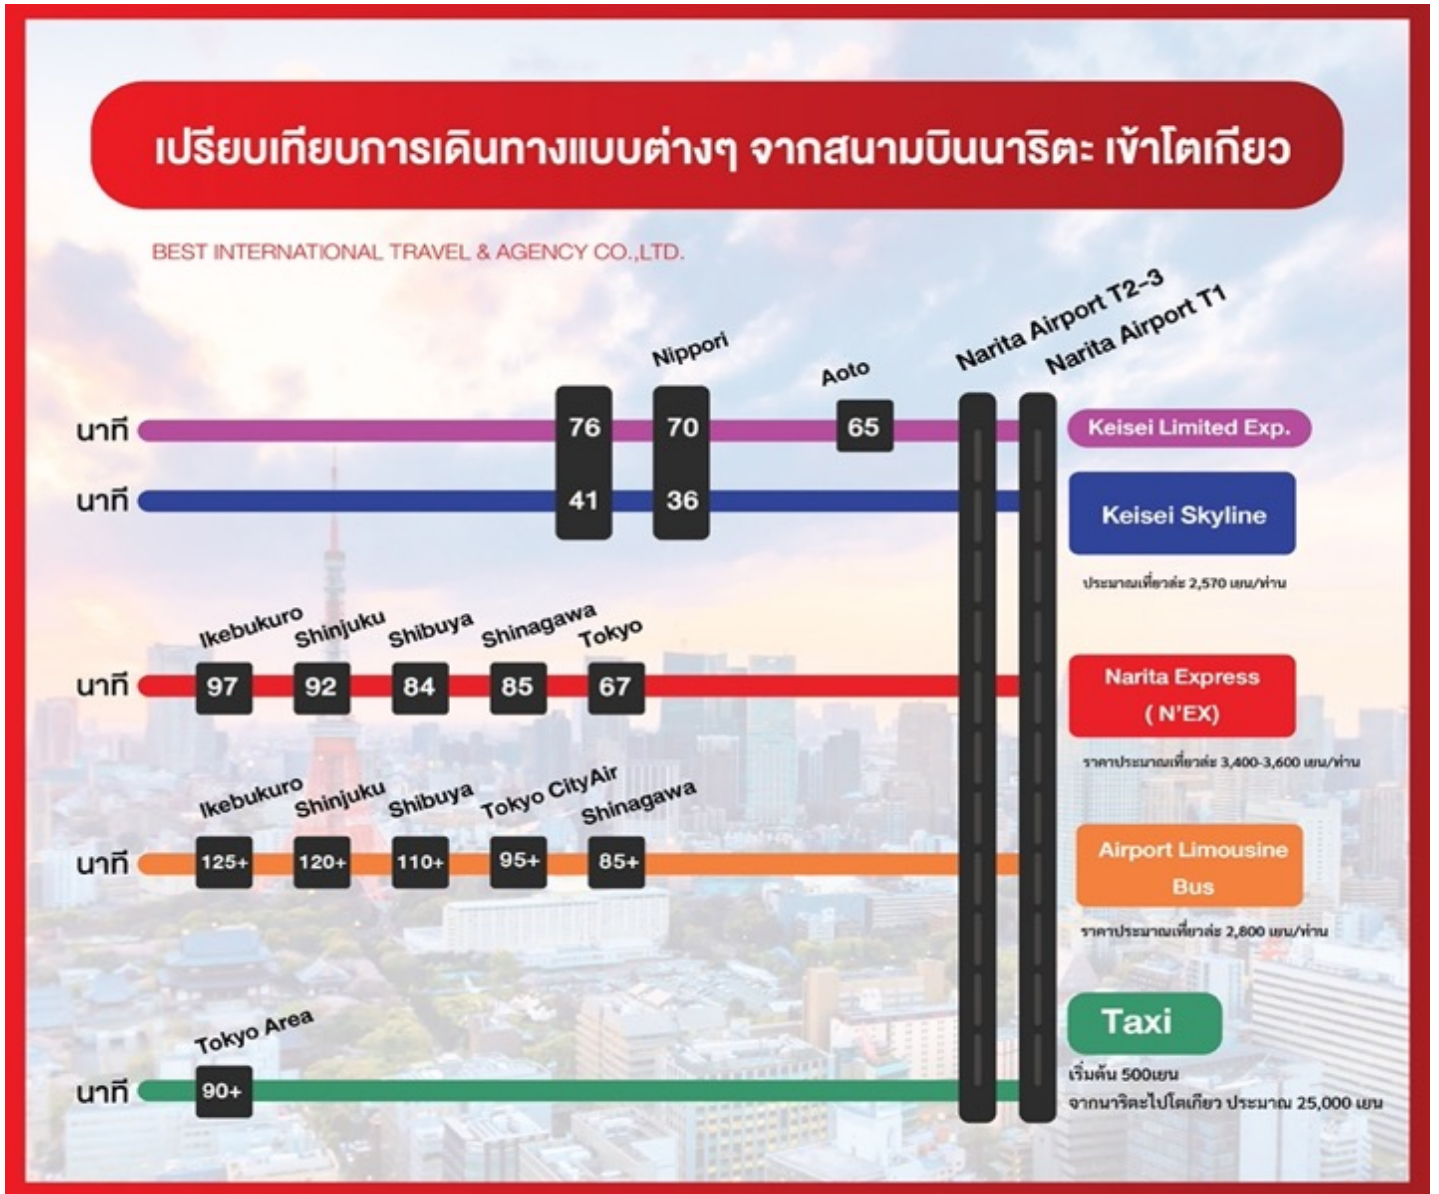 เปรียบเทียบการเดินทางแบบต่างๆ จากสนามบินนาริตะ เข้าโตเกียว
BEST INTERNATIONAL TRAVEL & AGENCY CO.,LTD.
Narita Airport T2-3
Narita Airport T1
Nippori
Aoto
นาที
76
70
65
Keisei Limited Exp.
นาที
41
36
Keisei Skyline
ประมาณเที่ยวล่ะ 2,570 เยน/ท่าน
Ikebukuro
Shinjuku
Shibuya
Shinagawa
Tokyo
นาที
97
92
84
85
67
Narita Express
( N'EX)
ราคาประมาณเที่ยวล่ะ 3,400-3,600 เยน/ท่าน
Ikebukuro
Shinjuku
Shibuya
Tokyo CityAir
Shinagawa
นาที
125+
120+
110+
95+
85+
Airport Limousine
Bus
ราคาประมาณเที่ยวล่ะ 2,800 เยน/ท่าน
Tokyo Area
นาที
90+
Taxi
เริ่มต้น 500เยน
จากนาริตะไปโตเกียว ประมาณ 25,000 เยน